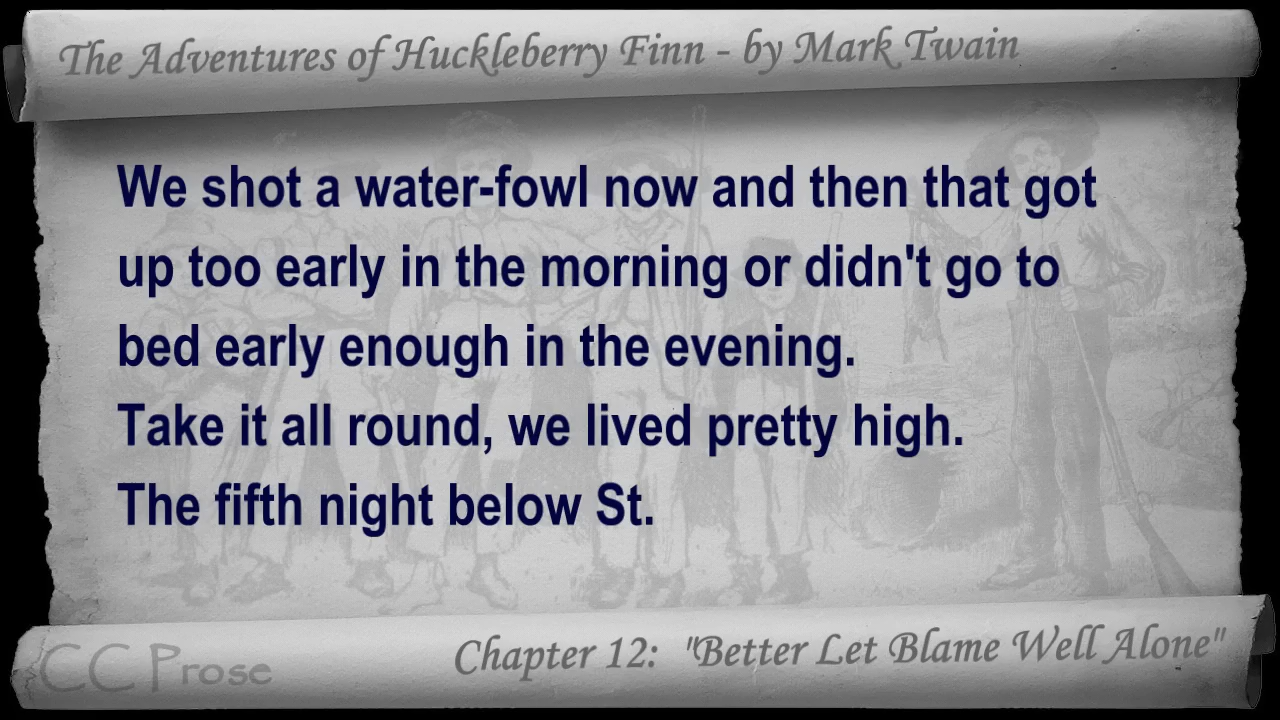 The Adventures of Huckleberry Finn - by Mark Twain
We shot a water-fowl now and then that got
up too early in the morning or didn't go to
bed early enough in the evening.
Take it all round, we lived pretty high.
The fifth night below St.
CC Prose
Chapter 12: "Better Let Blame Well Alone"